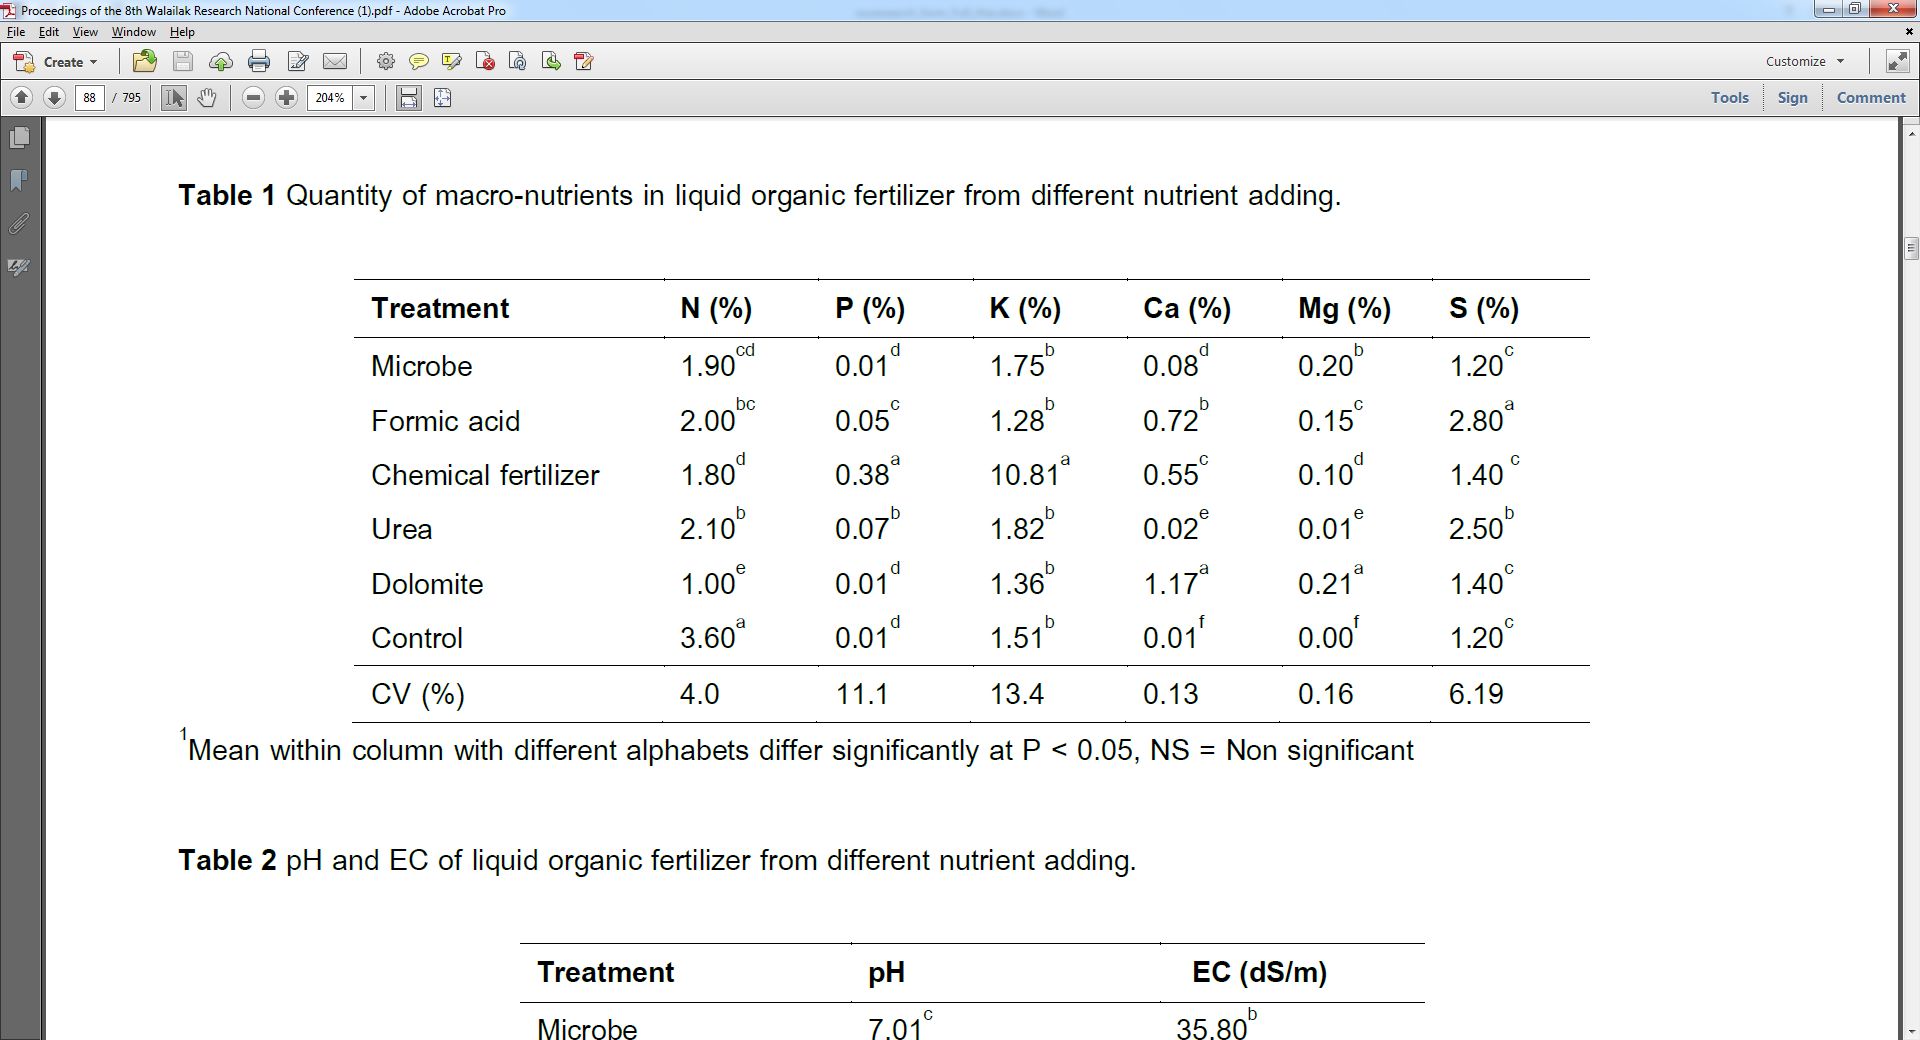 Proceedings of the 8th Walailak Research National Conference (1).pdf - Adobe Acrobat Pro
File Edit View Window Help
Create Customize
88 / 795 204% Tools Sign Comment
Table 1 Quantity of macro-nutrients in liquid organic fertilizer from different nutrient adding.
Treatment N (%) P (%) K (%) Ca (%) Mg (%) S (%)
Microbe 1.90cd 0.01d 1.75b 0.08d 0.20b 1.20c
Formic acid 2.00bc 0.05c 1.28b 0.72b 0.15c 2.80a
Chemical fertilizer 1.80d 0.38a 10.81a 0.55c 0.10d 1.40 c
Urea 2.10b 0.07b 1.82b 0.02e 0.01e 2.50b
Dolomite 1.00e 0.01d 1.36b 1.17a 0.21a 1.40c
Control 3.60a 0.01d 1.51b 0.01f 0.00f 1.20c
CV (%) 4.0 11.1 13.4 0.13 0.16 6.19
1Mean within column with different alphabets differ significantly at P < 0.05, NS = Non significant
Table 2 pH and EC of liquid organic fertilizer from different nutrient adding.
Treatment pH EC (dS/m)
Microbe 7.01c 35.80b